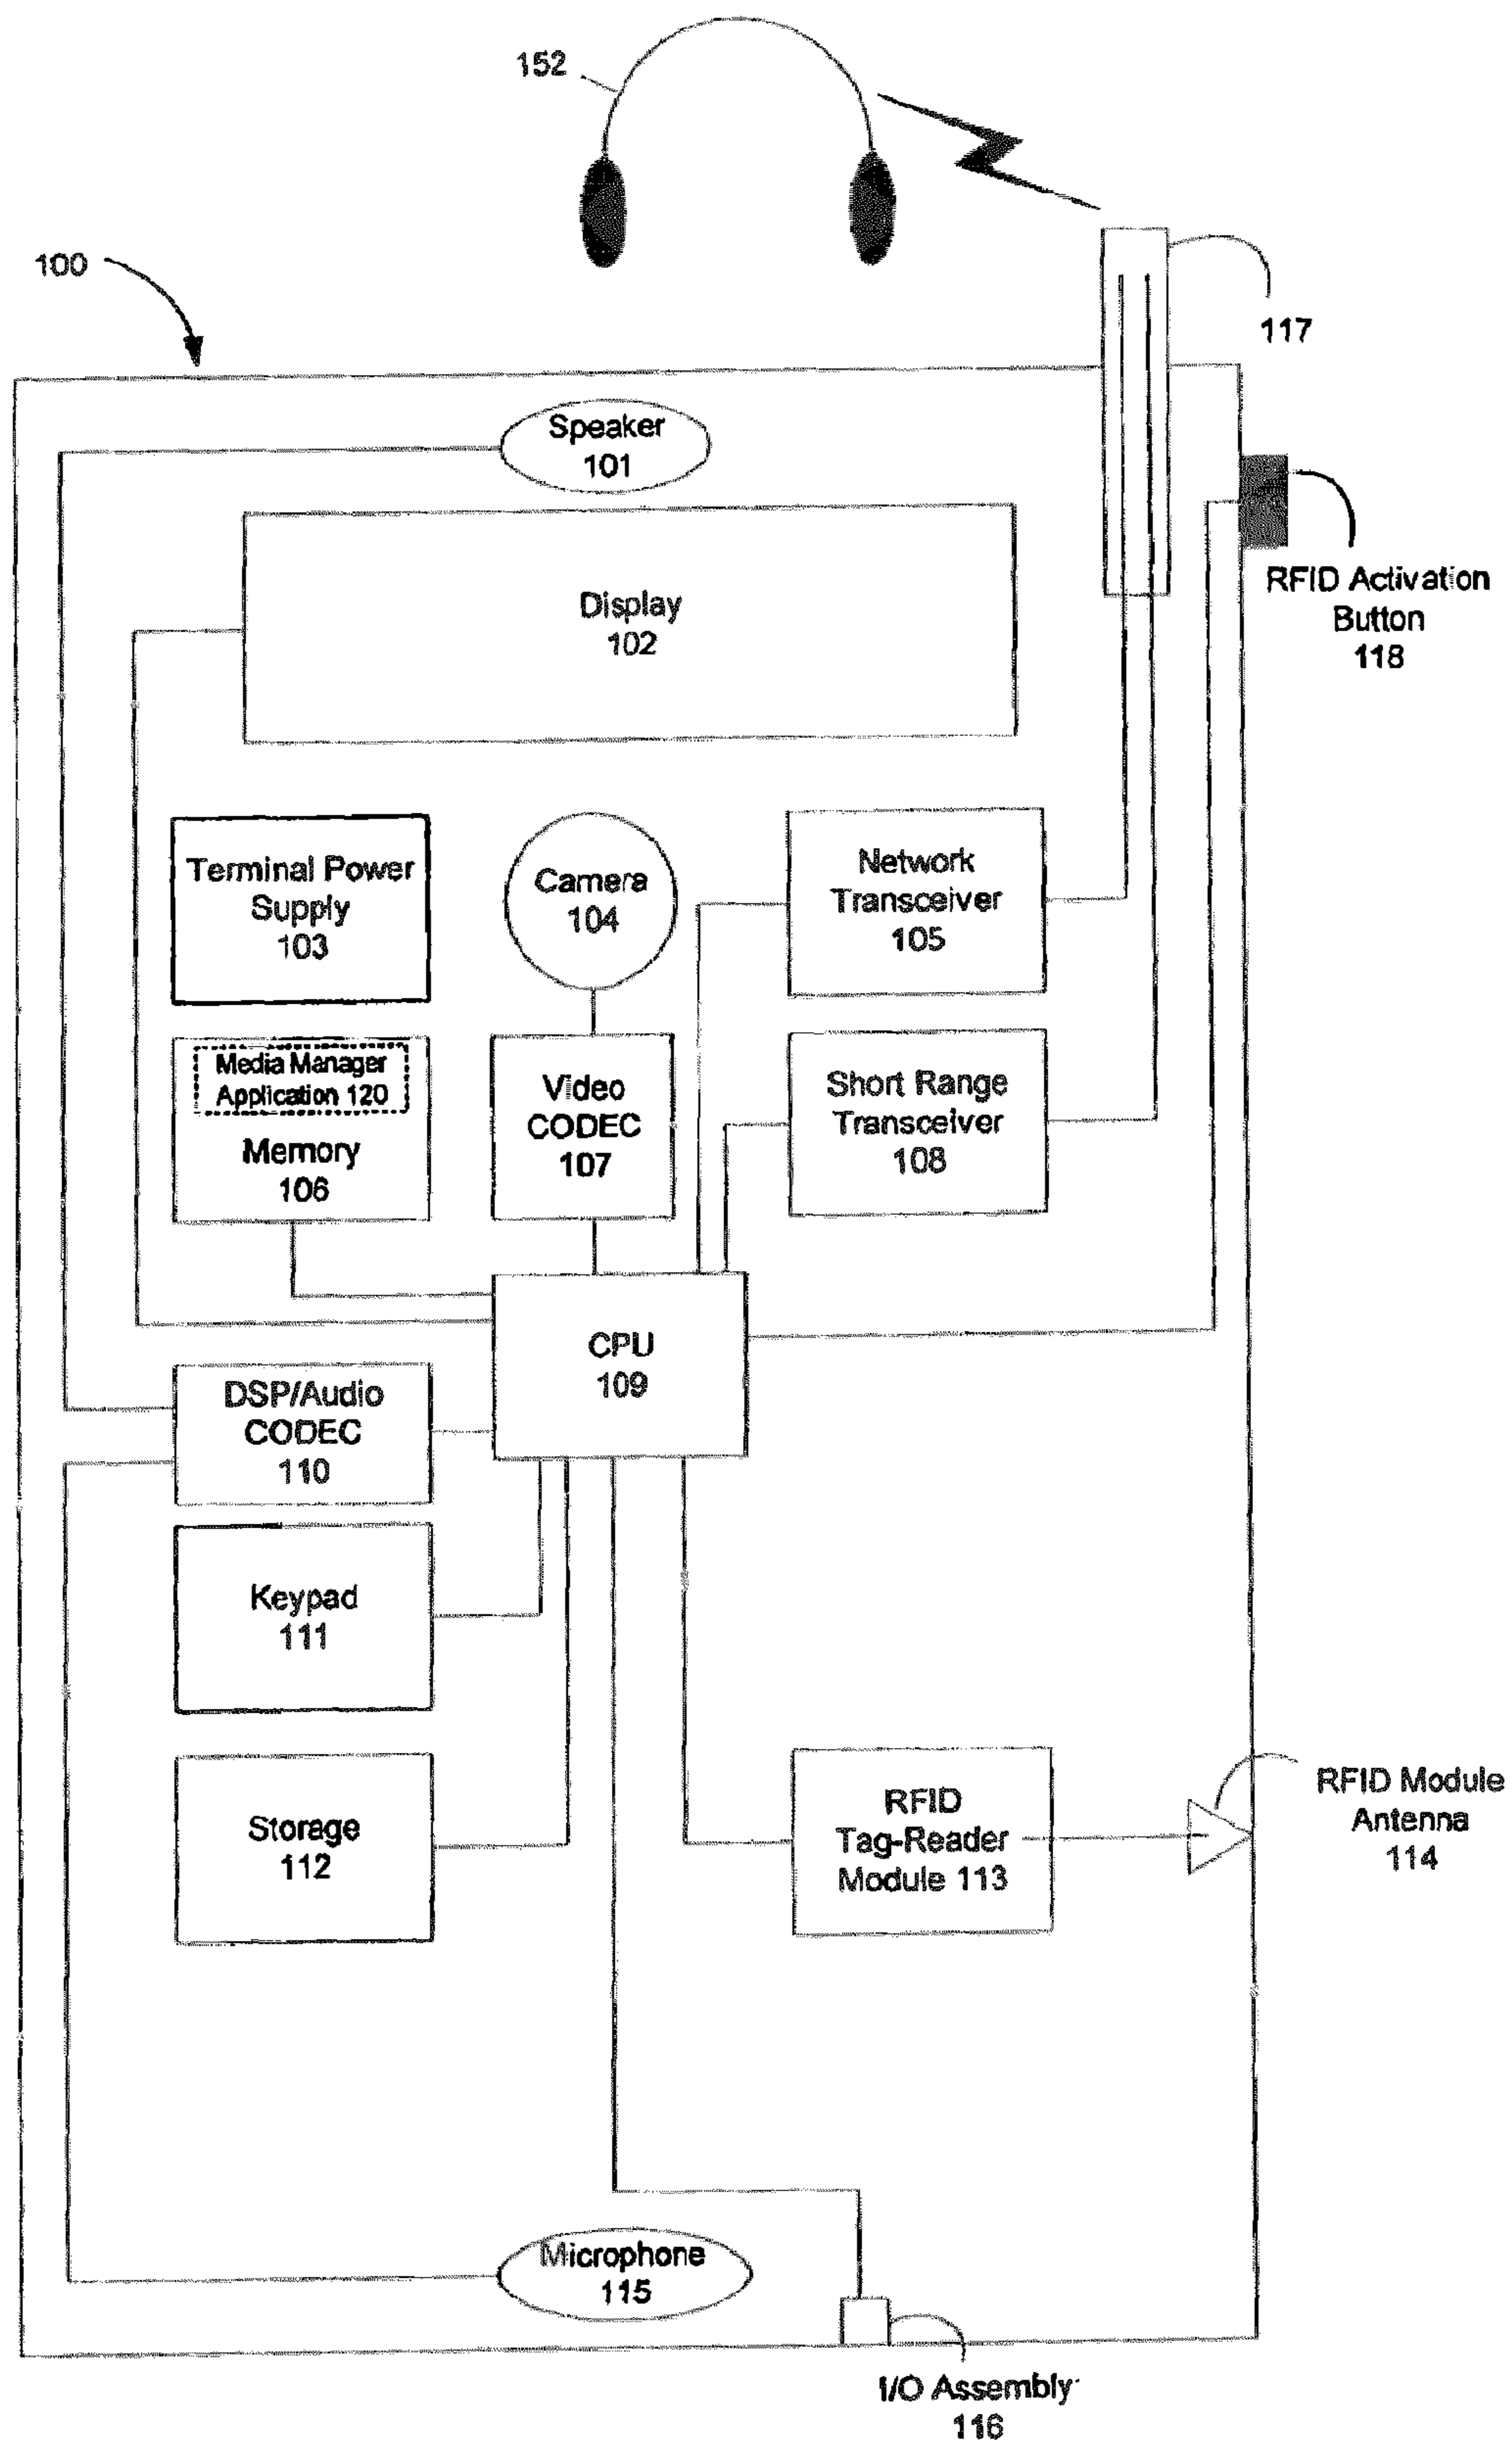 152
100
117
Speaker
101
Display
102
RFID Activation
Button
118
Terminal Power
Supply
103
Camera
104
Network
Transceiver
105
Media Manager
Application 120
Memory
106
Video
CODEC
107
Short Range
Transceiver
108
CPU
109
DSP/Audio
CODEC
110
Keypad
111
Storage
112
RFID
Tag-Reader
Module 113
RFID Module
Antenna
114
Microphone
115
I/O Assembly
116